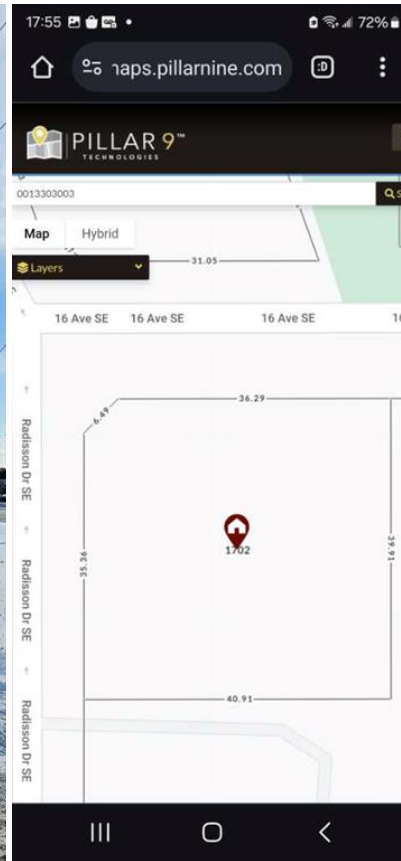 17:55
72%
naps.pillarnine.com
:D
PILLAR 9™
TECHNOLOGIES
0013303003
Map Hybrid
Layers
31.05
16 Ave SE 16 Ave SE 16 Ave SE
36.29
6.49
Radisson Dr SE
1702
39.91
35.36
Radisson Dr SE
40.91
Radisson Dr SE